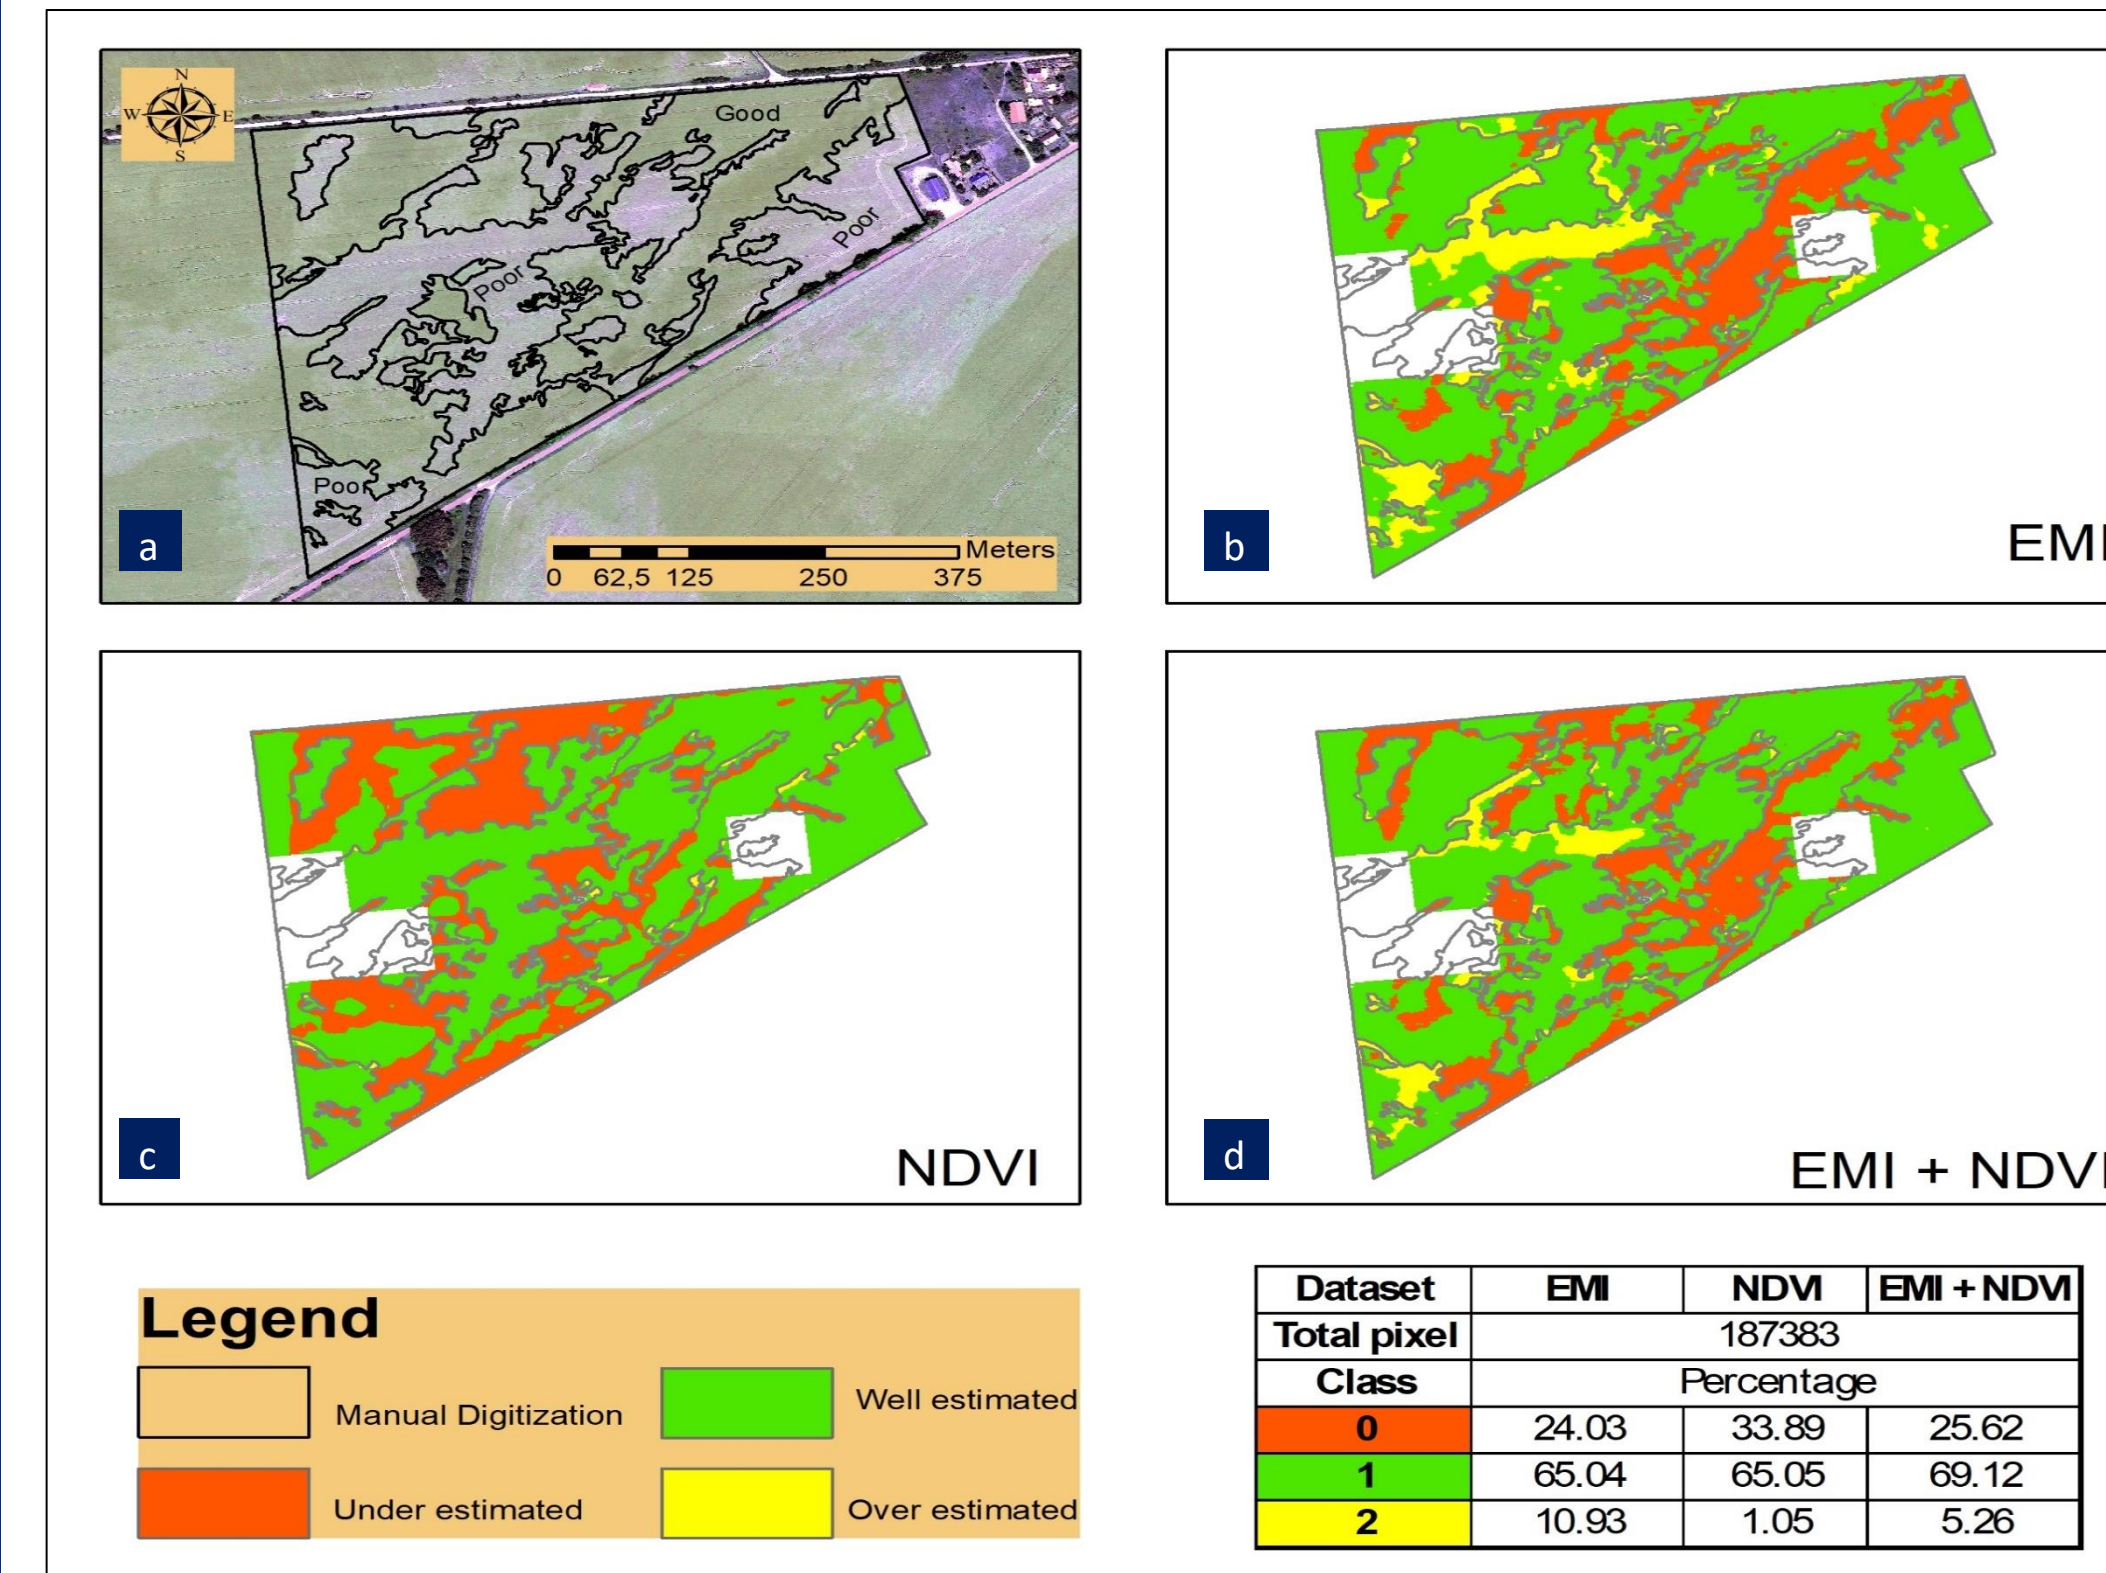 N
W E
S
Good
Poor
Poor
Poor
a
Meters
0 62,5 125 250 375
b
EMI
c
NDVI
d
EMI + NDVI
Legend
Manual Digitization
Well estimated
Under estimated
Over estimated
Dataset EMI NDVI EMI + NDVI
Total pixel 187383
Class Percentage
0 24.03 33.89 25.62
1 65.04 65.05 69.12
2 10.93 1.05 5.26